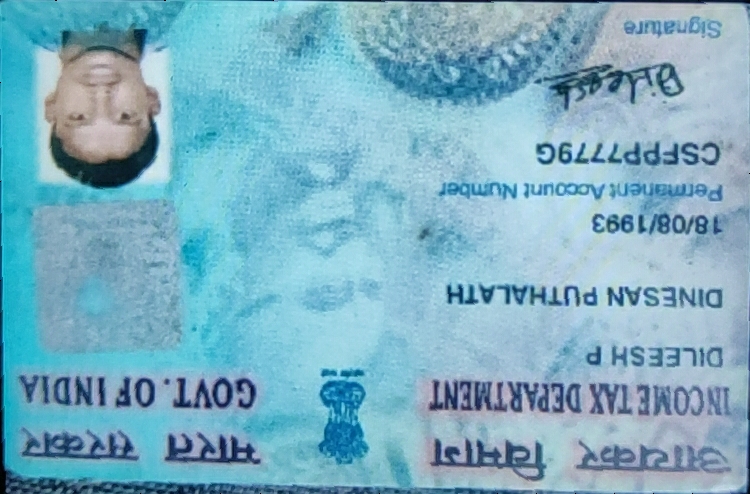 आयकर विभाग भारत सरकार
INCOME TAX DEPARTMENT GOVT. OF INDIA
DILEESH P
DINESAN PUTHALATH
18/08/1993
Permanent Account Number
CSFPP7779G
Dileesh
Signature